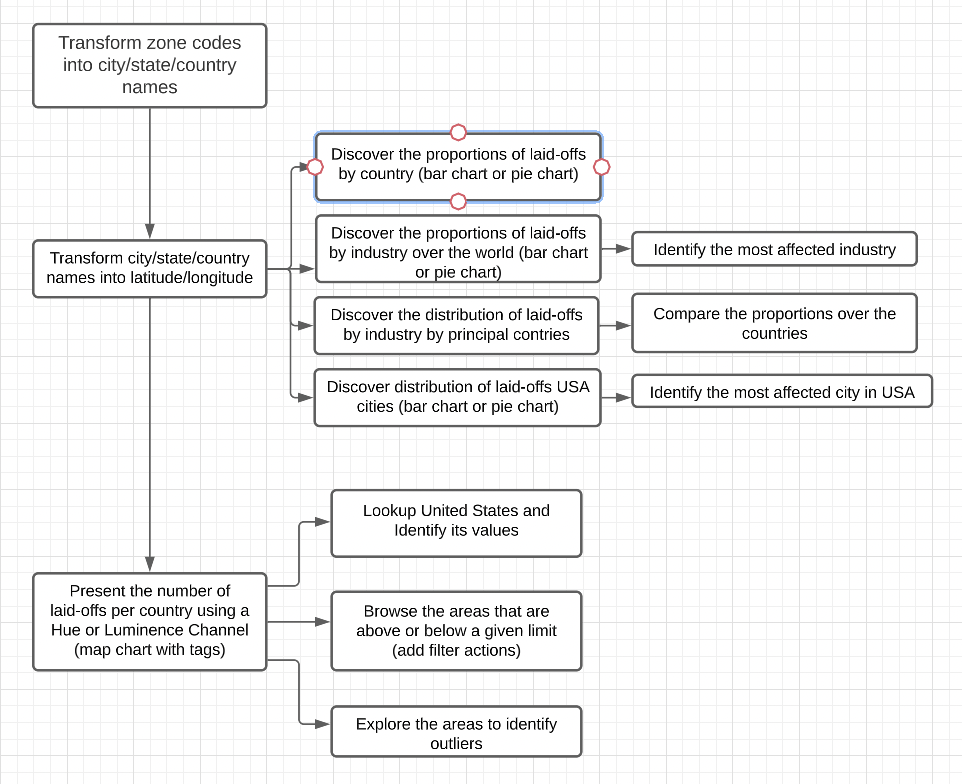 Transform zone codes
into city/state/country
names
Discover the proportions of laid-offs
by country (bar chart or pie chart)
Discover the proportions of laid-offs
by industry over the world (bar chart
or pie chart)
Identify the most affected industry
Transform city/state/country
names into latitude/longitude
Discover the distribution of laid-offs
by industry by principal contries
Compare the proportions over the
countries
Discover distribution of laid-offs USA
cities (bar chart or pie chart)
Identify the most affected city in USA
Lookup United States and
Identify its values
Present the number of
laid-offs per country using a
Hue or Luminence Channel
(map chart with tags)
Browse the areas that are
above or below a given limit
(add filter actions)
Explore the areas to identify
outliers